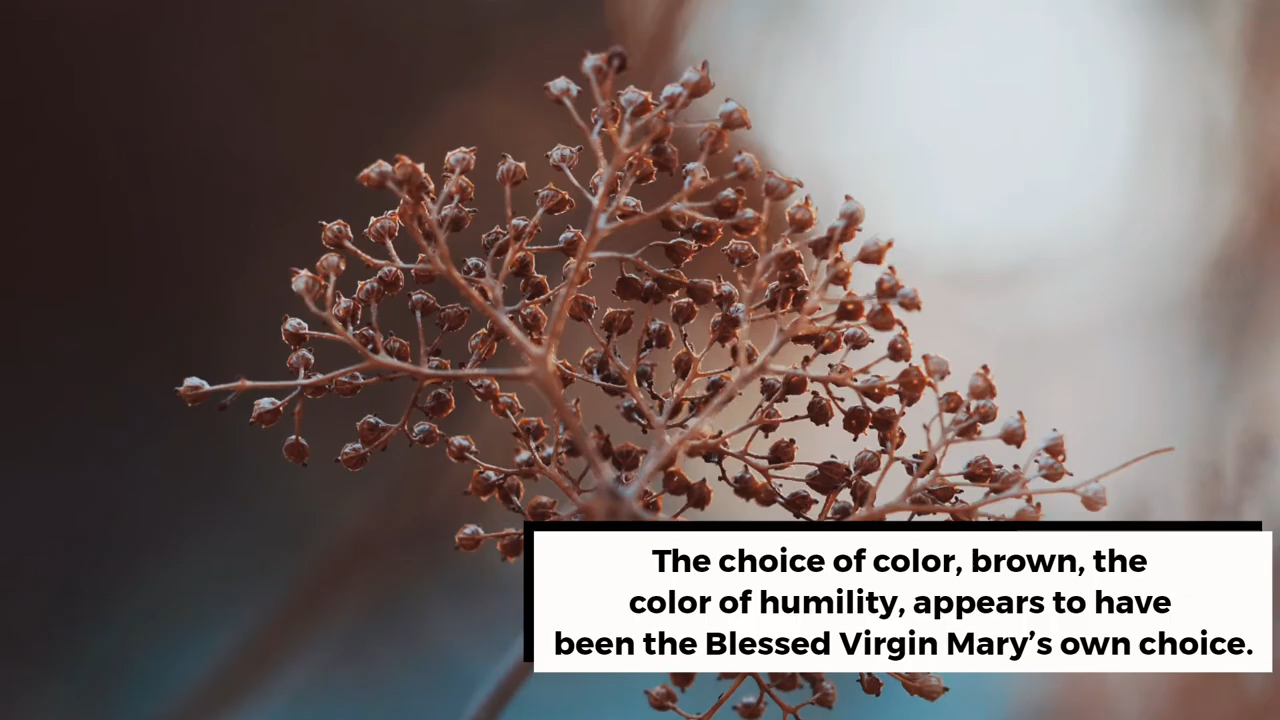 The choice of color, brown, the
color of humility, appears to have
been the Blessed Virgin Mary’s own choice.